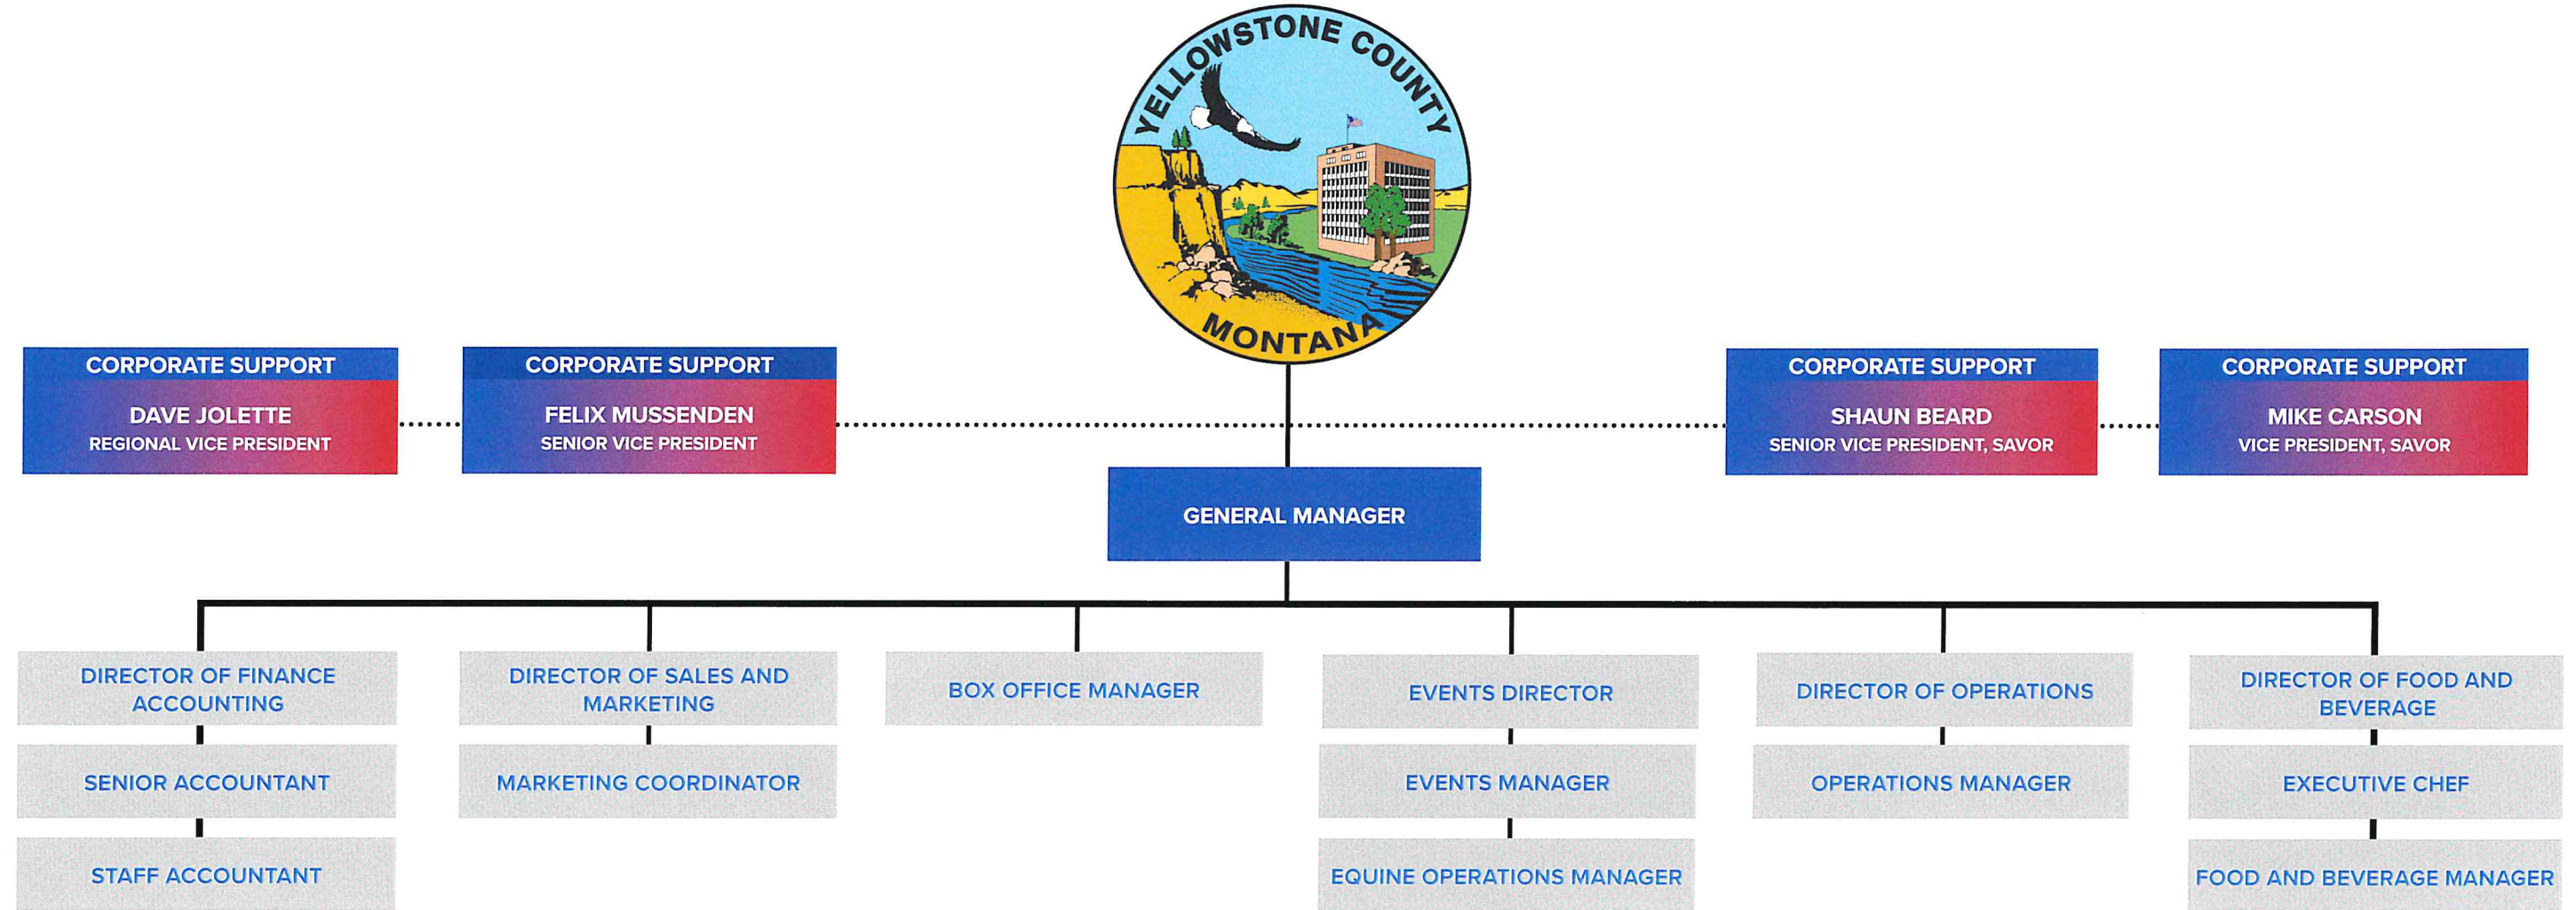 YELLOWSTONE COUNTY
MONTANA
CORPORATE SUPPORT
DAVE JOLETTE
REGIONAL VICE PRESIDENT
CORPORATE SUPPORT
FELIX MUSSENDEN
SENIOR VICE PRESIDENT
CORPORATE SUPPORT
SHAUN BEARD
SENIOR VICE PRESIDENT, SAVOR
CORPORATE SUPPORT
MIKE CARSON
VICE PRESIDENT, SAVOR
GENERAL MANAGER
DIRECTOR OF FINANCE
ACCOUNTING
SENIOR ACCOUNTANT
STAFF ACCOUNTANT
DIRECTOR OF SALES AND
MARKETING
MARKETING COORDINATOR
BOX OFFICE MANAGER
EVENTS DIRECTOR
EVENTS MANAGER
EQUINE OPERATIONS MANAGER
DIRECTOR OF OPERATIONS
OPERATIONS MANAGER
DIRECTOR OF FOOD AND
BEVERAGE
EXECUTIVE CHEF
FOOD AND BEVERAGE MANAGER